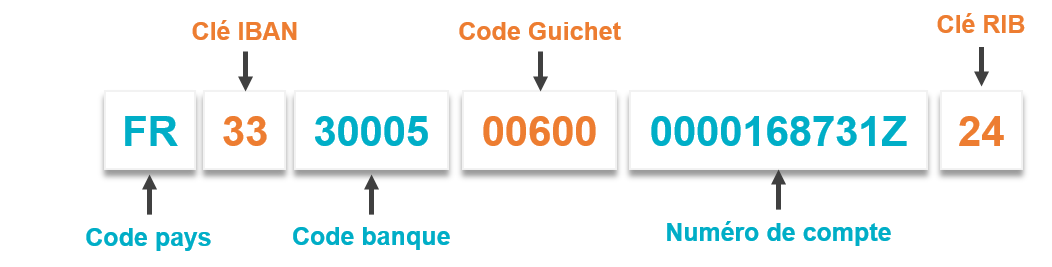 Clé IBAN
Code Guichet
Clé RIB
FR 33 30005 00600 0000168731Z 24
Code pays
Code banque
Numéro de compte